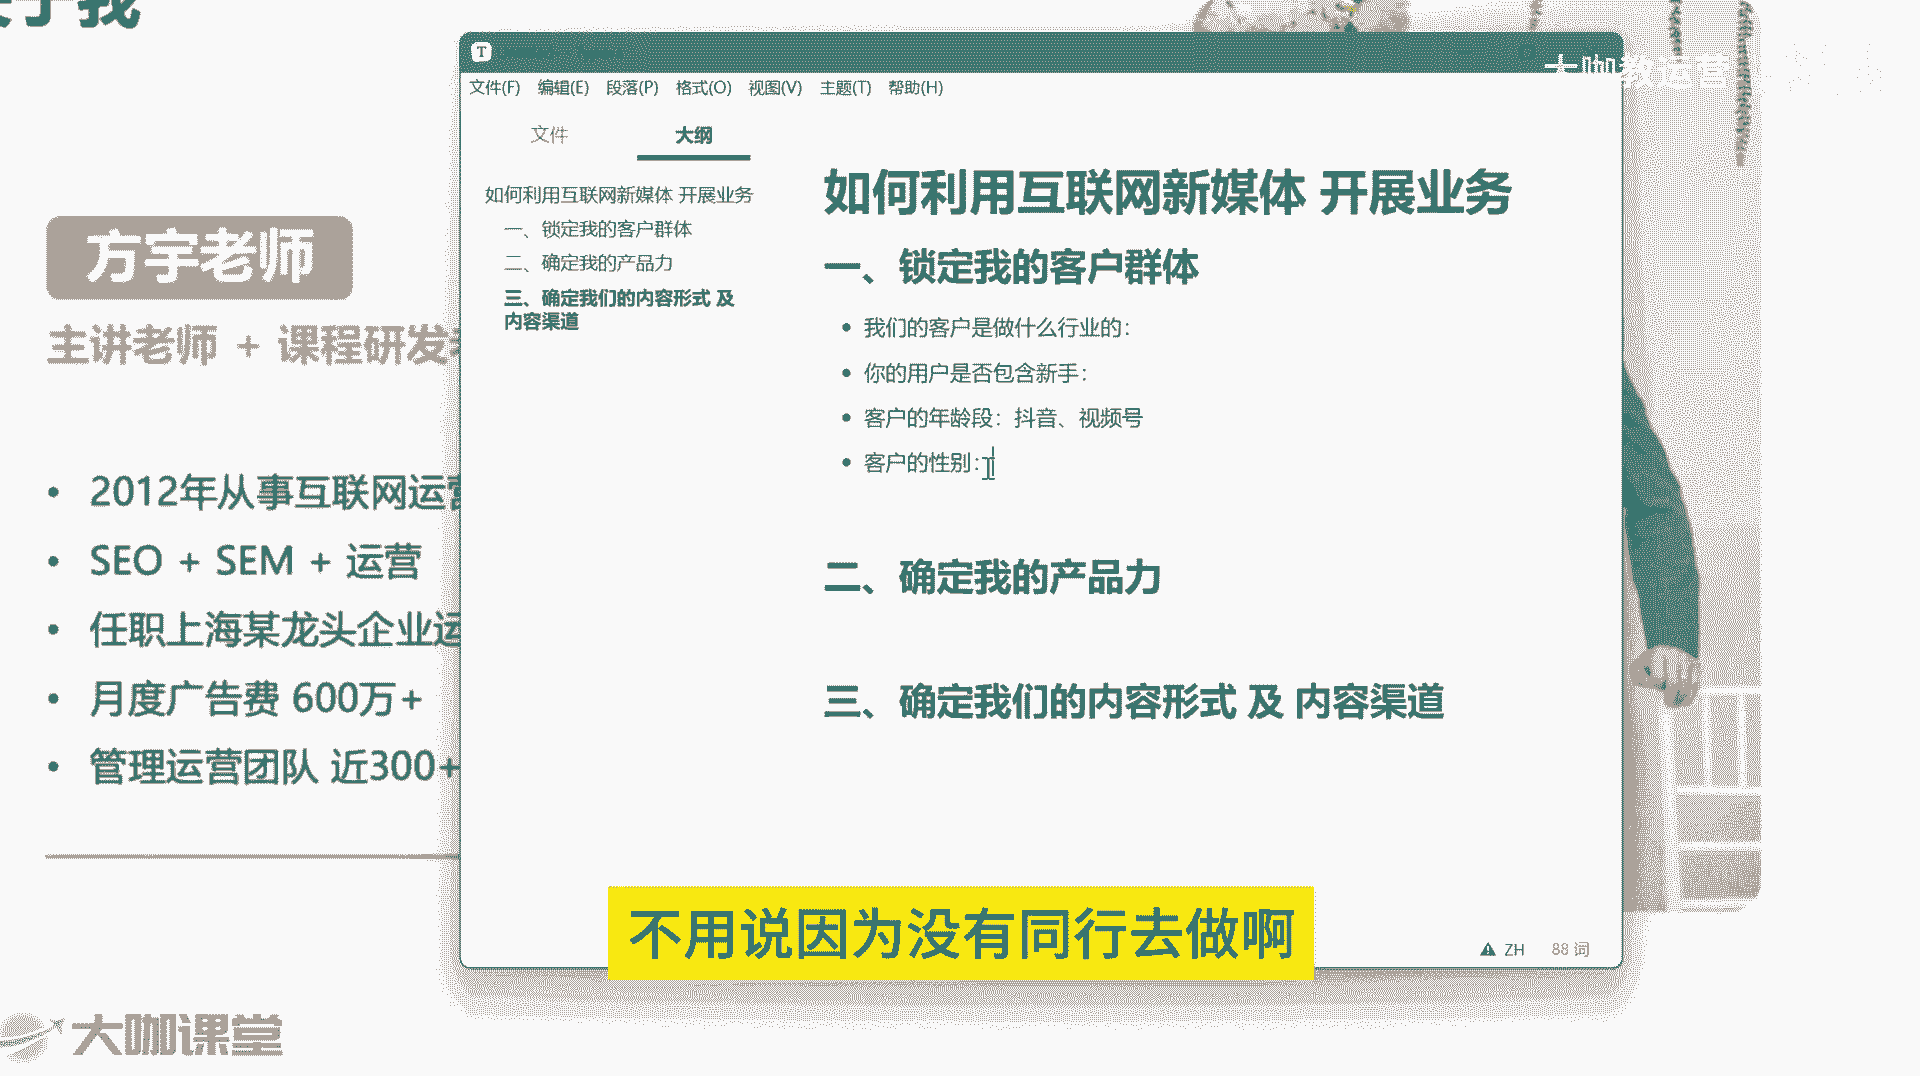 于我
方宇老师
主讲老师 + 课程研发
• 2012年从事互联网运营
• SEO + SEM + 运营
• 任职上海某龙头企业运
• 月度广告费 600万+
• 管理运营团队 近300+
大咖课堂
T
大咖教运营
文件(F) 编辑(E) 段落(P) 格式(O) 视图(V) 主题(T) 帮助(H)
文件 大纲
如何利用互联网新媒体 开展业务
一、锁定我的客户群体
二、确定我的产品力
三、确定我们的内容形式 及
内容渠道
如何利用互联网新媒体 开展业务
一、锁定我的客户群体
• 我们的客户是做什么行业的：
• 你的用户是否包含新手：
• 客户的年龄段：抖音、视频号
• 客户的性别：
二、确定我的产品力
三、确定我们的内容形式 及 内容渠道
不用说因为没有同行去做啊
ZH 88 词